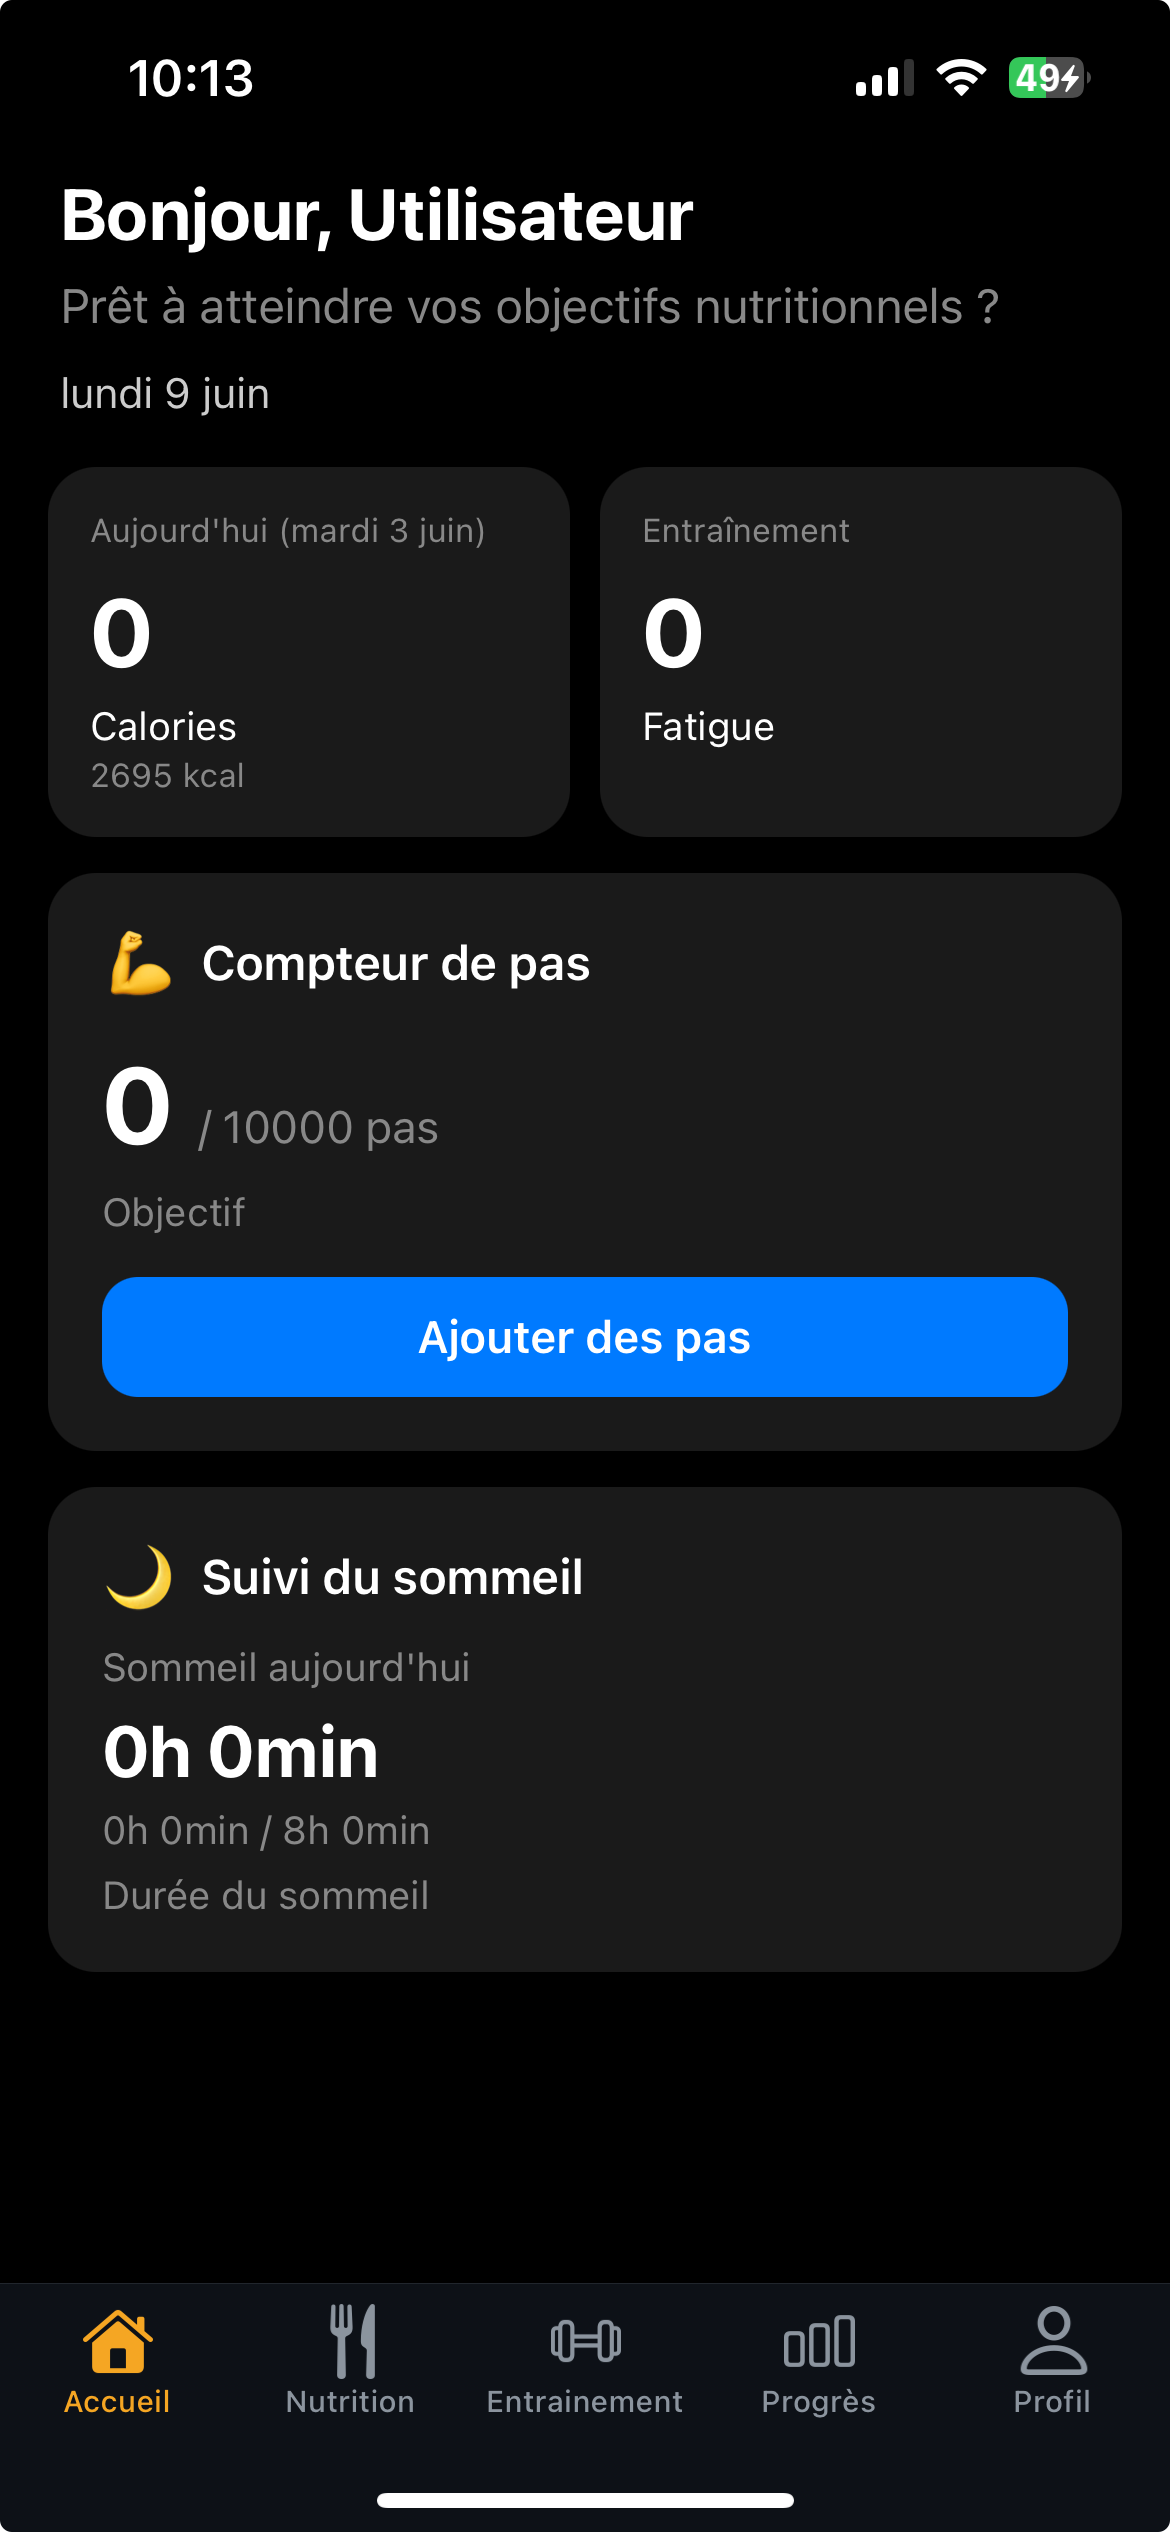 10:13
49
Bonjour, Utilisateur
Prêt à atteindre vos objectifs nutritionnels ?
lundi 9 juin
Aujourd'hui (mardi 3 juin)
0
Calories
2695 kcal
Entraînement
0
Fatigue
Compteur de pas
0 / 10000 pas
Objectif
Ajouter des pas
Suivi du sommeil
Sommeil aujourd'hui
0h 0min
0h 0min / 8h 0min
Durée du sommeil
Accueil
Nutrition
Entrainement
Progrès
Profil